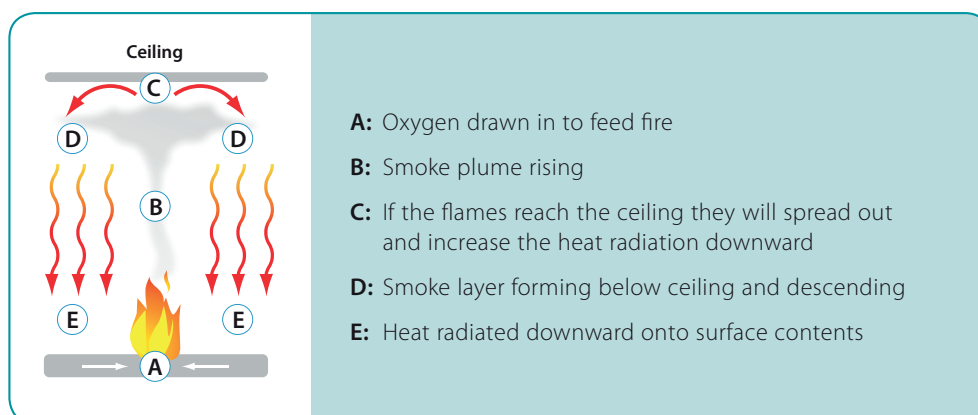 Ceiling
C
D
D
B
E
E
A
A: Oxygen drawn in to feed fire
B: Smoke plume rising
C: If the flames reach the ceiling they will spread out
and increase the heat radiation downward
D: Smoke layer forming below ceiling and descending
E: Heat radiated downward onto surface contents